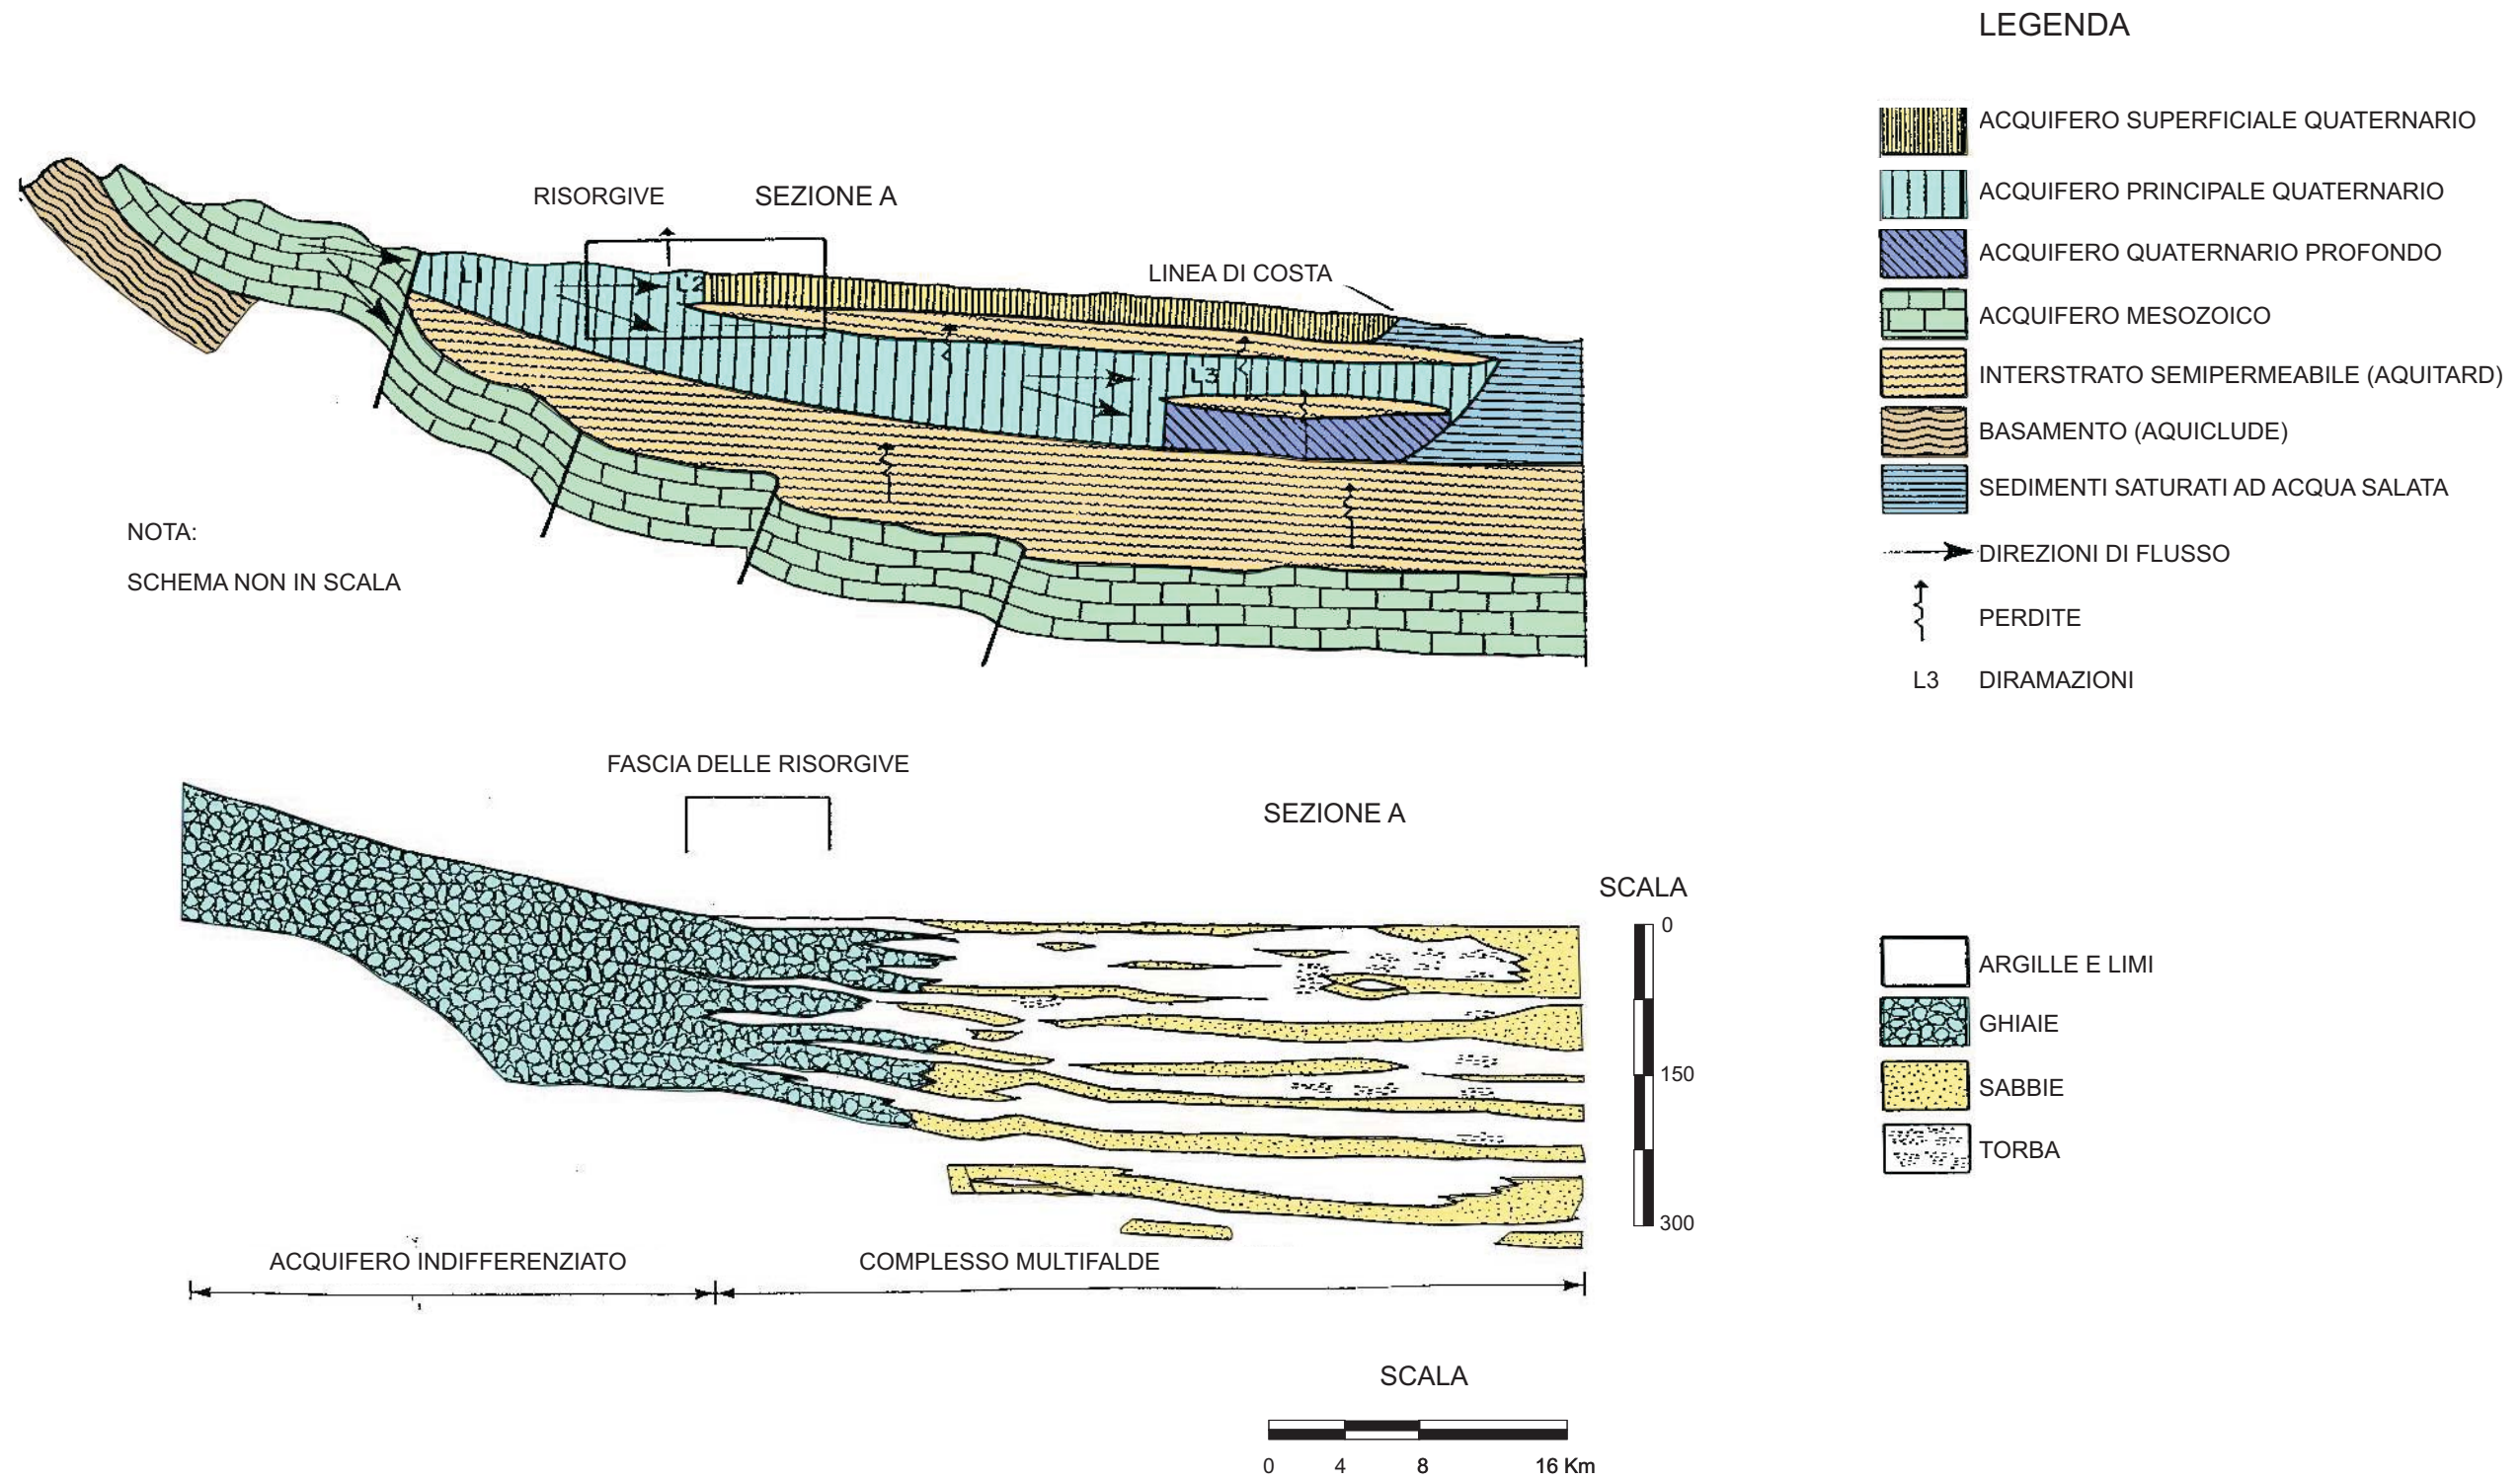 LEGENDA
ACQUIFERO SUPERFICIALE QUATERNARIO
ACQUIFERO PRINCIPALE QUATERNARIO
ACQUIFERO QUATERNARIO PROFONDO
ACQUIFERO MESOZOICO
INTERSTRATO SEMIPERMEABILE (AQUITARD)
BASAMENTO (AQUICLUDE)
SEDIMENTI SATURATI AD ACQUA SALATA
DIREZIONI DI FLUSSO
PERDITE
L3 DIRAMAZIONI
RISORGIVE
SEZIONE A
LINEA DI COSTA
L1
L2
L3
NOTA:
SCHEMA NON IN SCALA
FASCIA DELLE RISORGIVE
SEZIONE A
SCALA
0
150
300
ARGILLE E LIMI
GHIAIE
SABBIE
TORBA
ACQUIFERO INDIFFERENZIATO
COMPLESSO MULTIFALDE
SCALA
0 4 8 16 Km